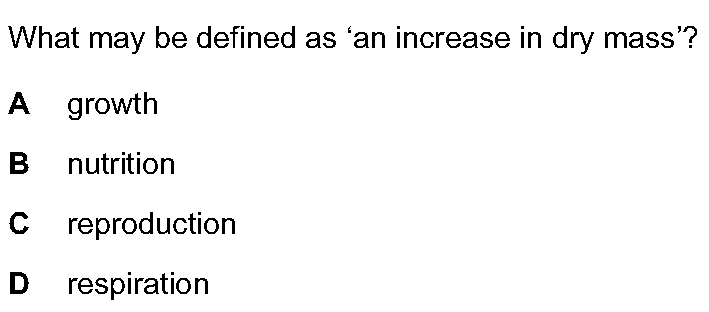 What may be defined as ‘an increase in dry mass’?
A growth
B nutrition
C reproduction
D respiration